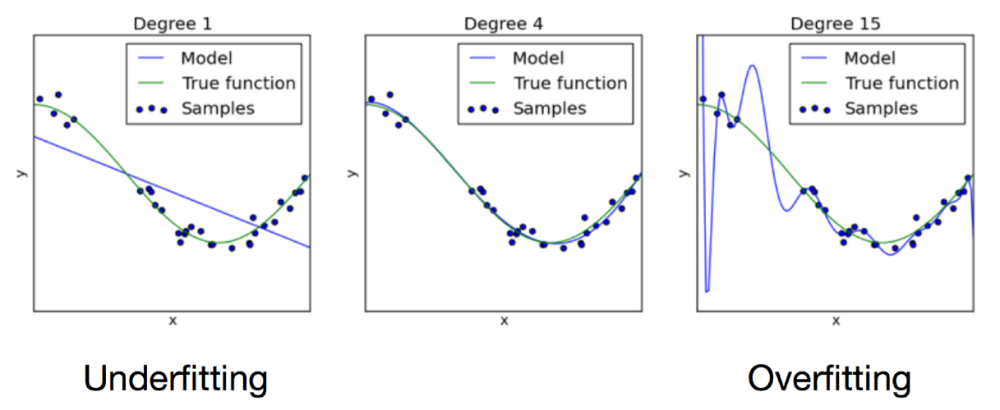 Degree 1
Model
True function
Samples
y
x
Degree 4
Model
True function
Samples
y
x
Degree 15
Model
True function
Samples
y
x
Underfitting
Overfitting